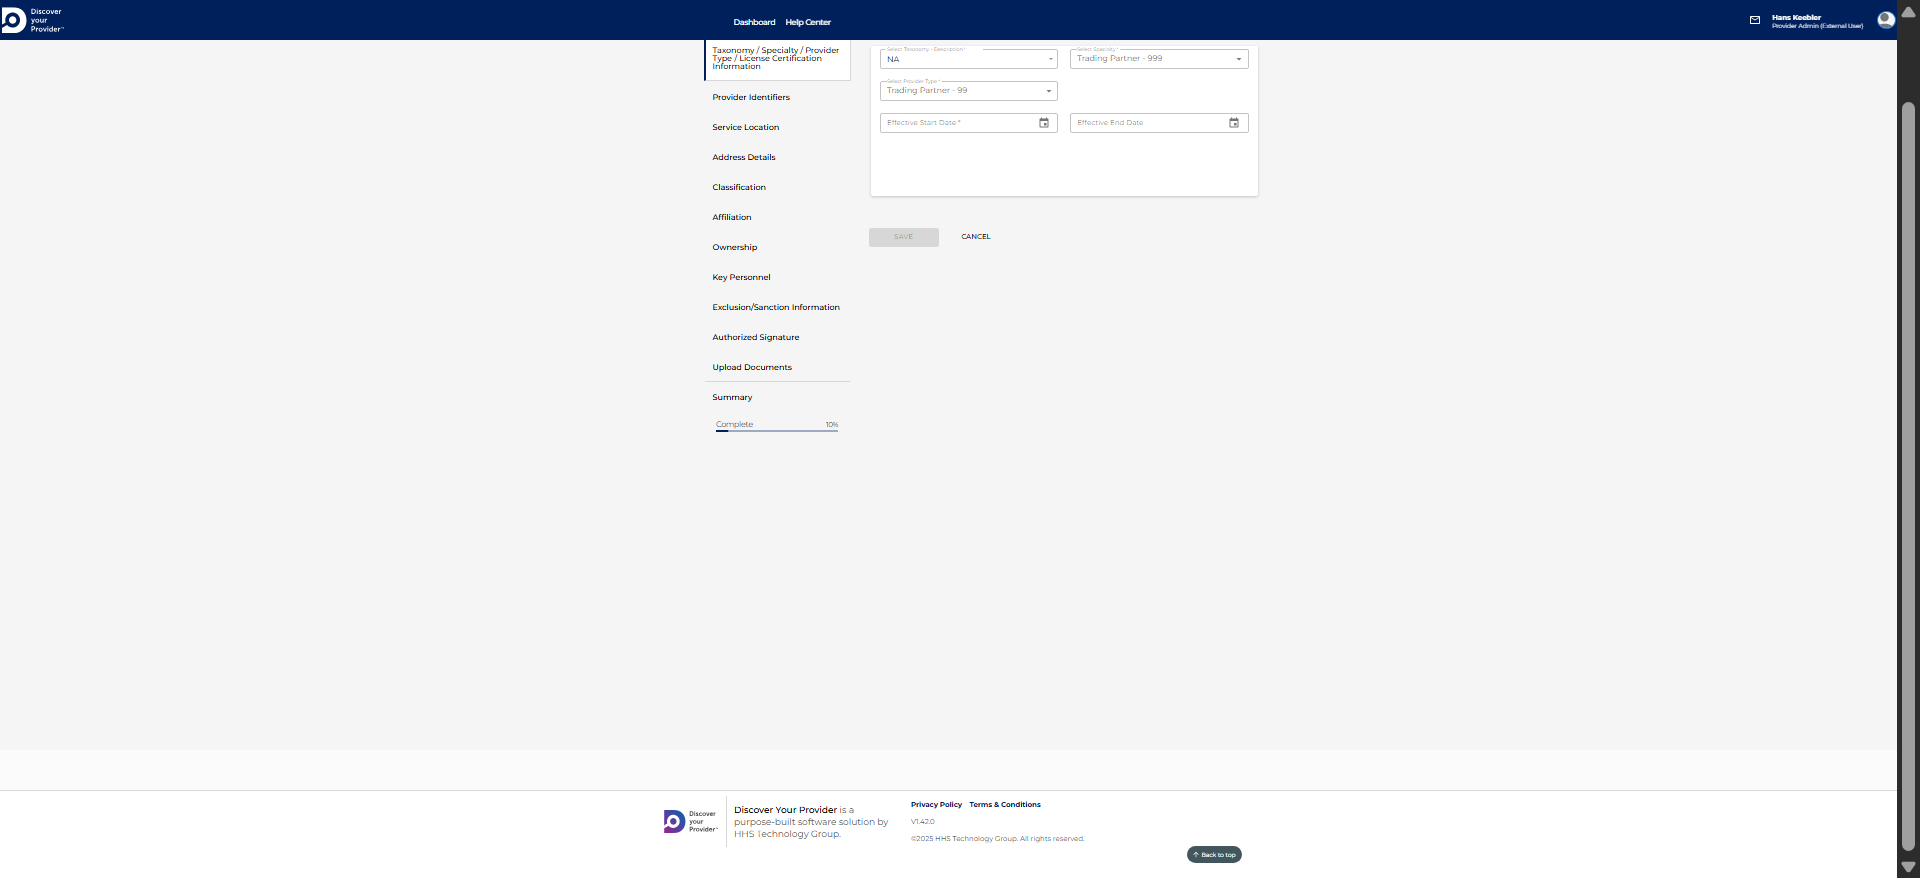 Discover
your
Provider™
Dashboard Help Center
Hans Keebler
Provider Admin (External User)
Taxonomy / Specialty / Provider
Type / License Certification
Information
Provider Identifiers
Service Location
Address Details
Classification
Affiliation
Ownership
Key Personnel
Exclusion/Sanction Information
Authorized Signature
Upload Documents
Summary
Complete 10%
Select Taxonomy - Description *
NA
Select Specialty *
Trading Partner - 999
Select Provider Type *
Trading Partner - 99
Effective Start Date *
Effective End Date
SAVE CANCEL
Discover
your
Provider™
Discover Your Provider is a
purpose-built software solution by
HHS Technology Group.
Privacy Policy Terms & Conditions
V1.42.0
©2025 HHS Technology Group. All rights reserved.
Back to top